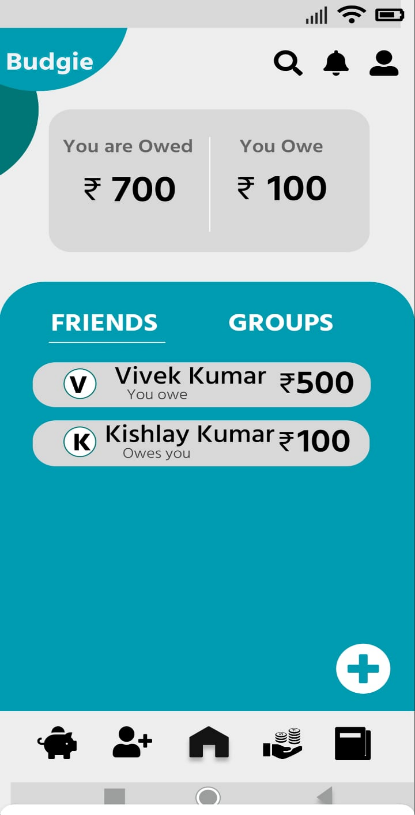 Budgie
You are Owed
You Owe
₹ 700
₹ 100
FRIENDS
GROUPS
V
Vivek Kumar
₹500
You owe
K
Kishlay Kumar
₹100
Owes you